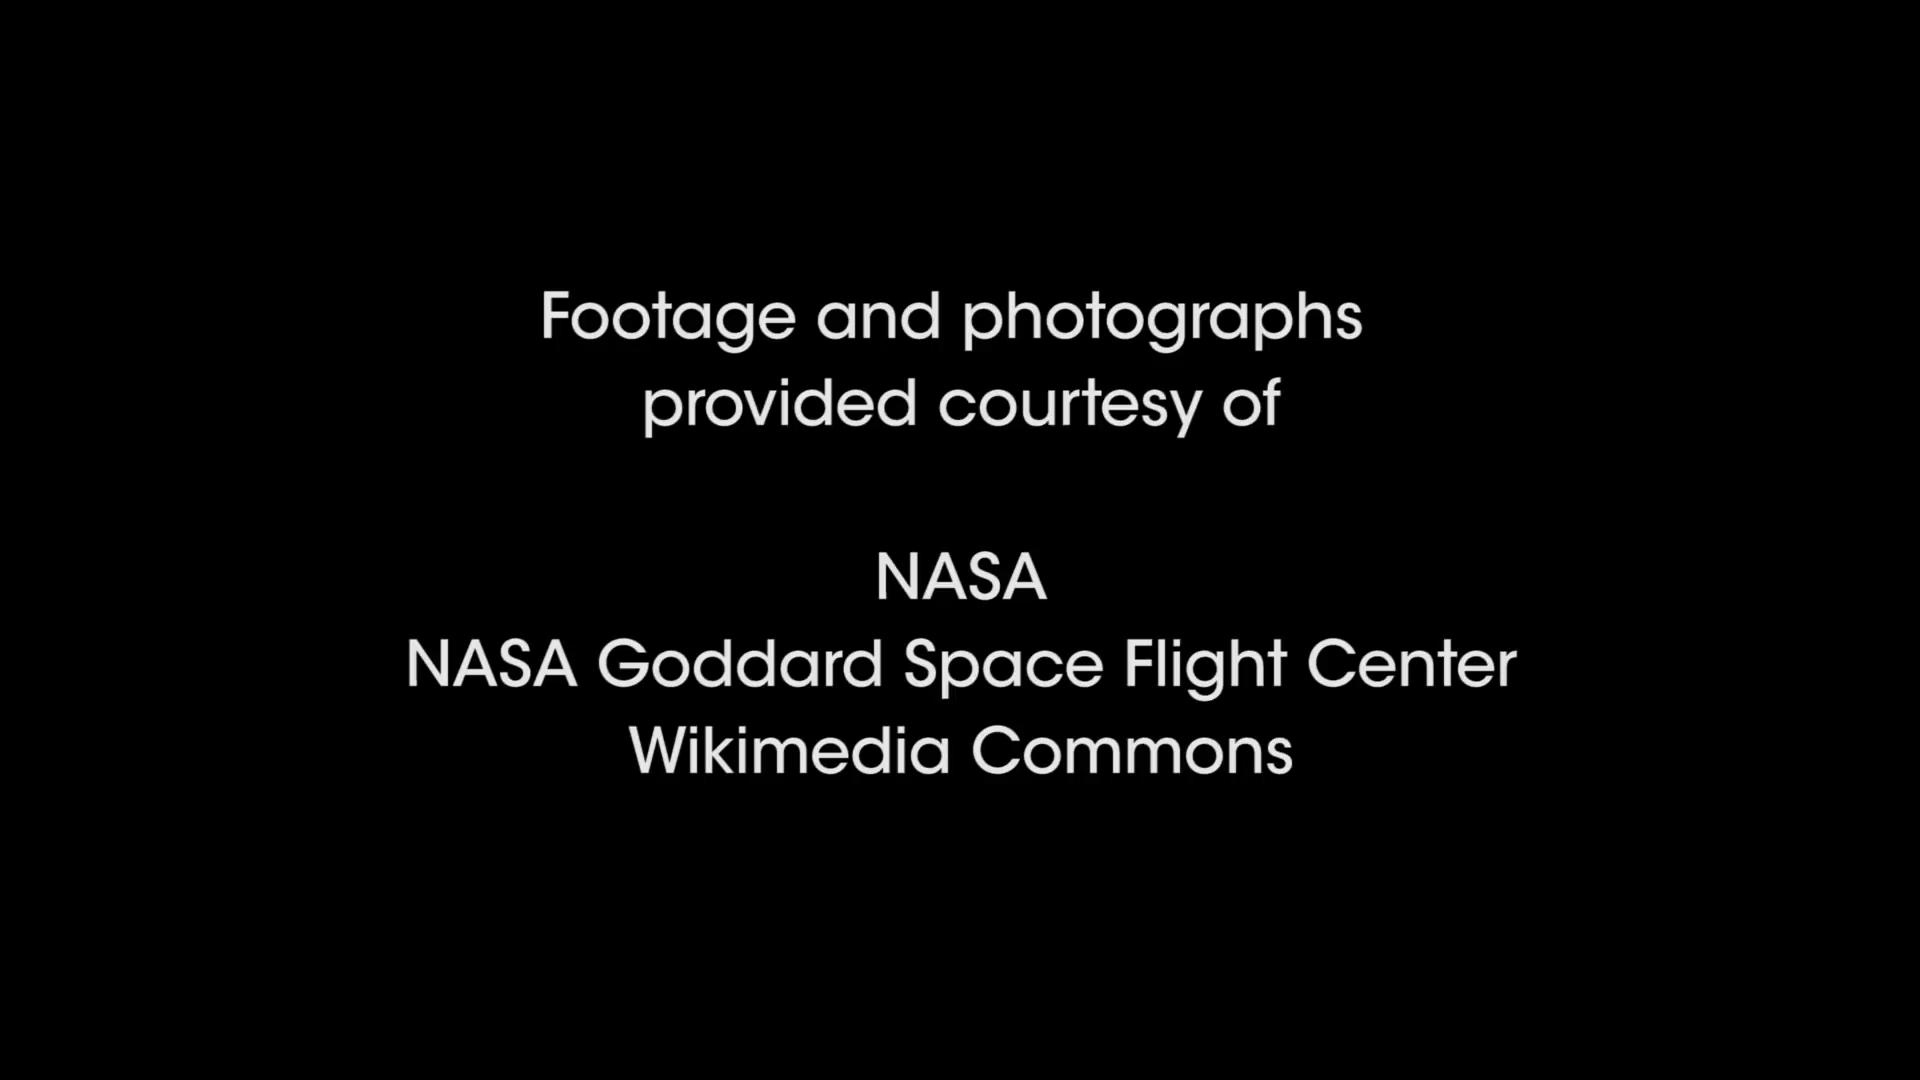 Footage and photographs
provided courtesy of
NASA
NASA Goddard Space Flight Center
Wikimedia Commons